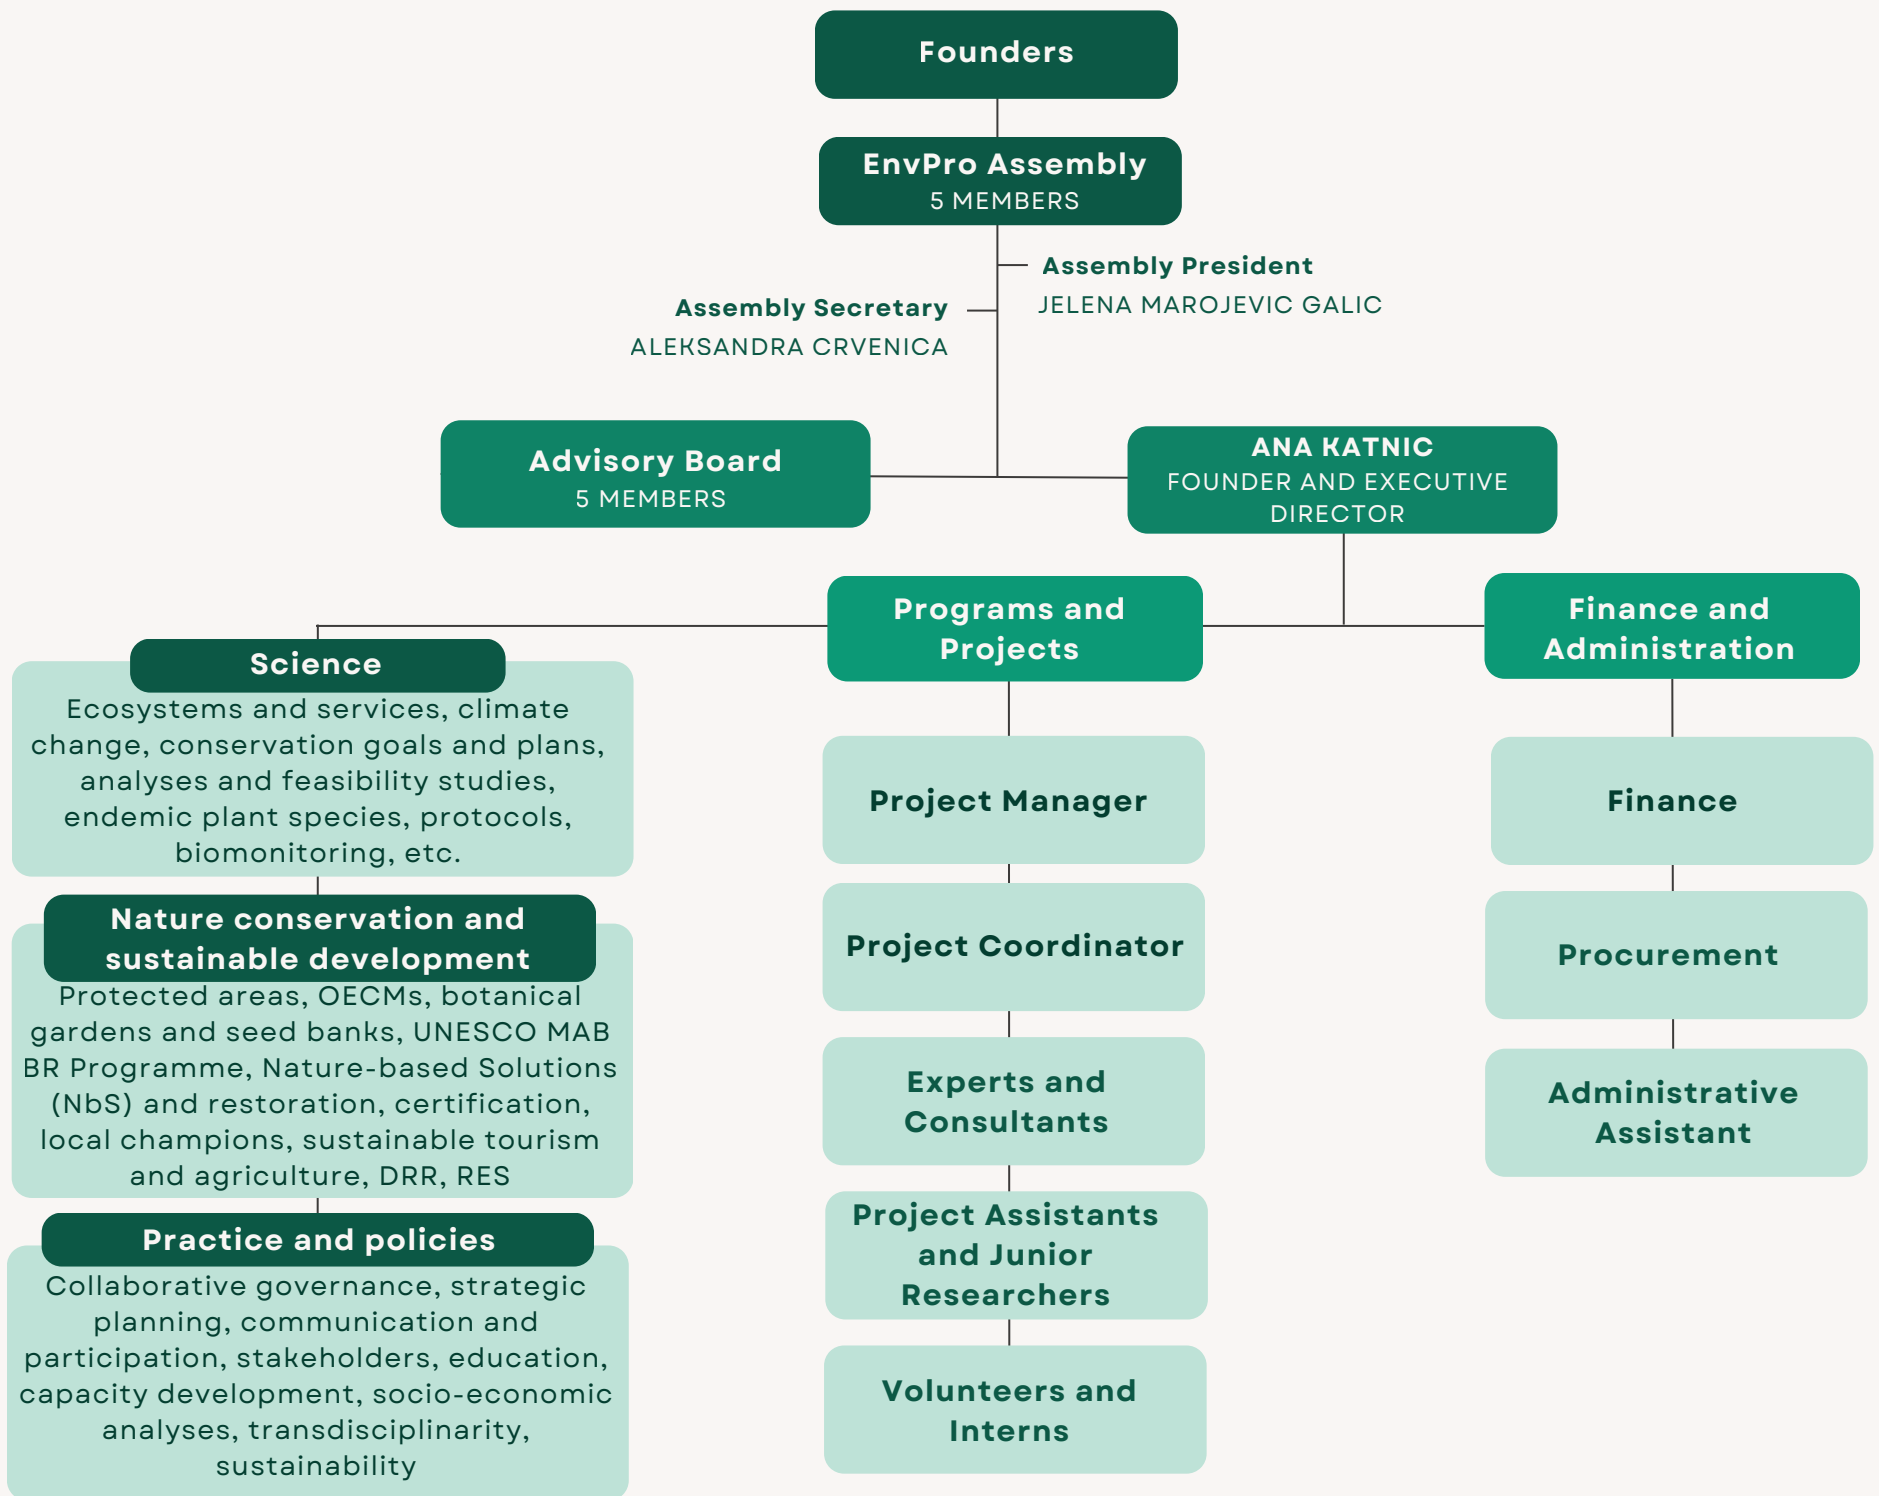 Founders
EnvPro Assembly
5 MEMBERS
Assembly President
JELENA MAROJEVIC GALIC
Assembly Secretary
ALEKSANDRA CRVENICA
Advisory Board
5 MEMBERS
ANA KATNIC
FOUNDER AND EXECUTIVE
DIRECTOR
Science
Ecosystems and services, climate
change, conservation goals and plans,
analyses and feasibility studies,
endemic plant species, protocols,
biomonitoring, etc.
Nature conservation and
sustainable development
Protected areas, OECMs, botanical
gardens and seed banks, UNESCO MAB
BR Programme, Nature-based Solutions
(NbS) and restoration, certification,
local champions, sustainable tourism
and agriculture, DRR, RES
Practice and policies
Collaborative governance, strategic
planning, communication and
participation, stakeholders, education,
capacity development, socio-economic
analyses, transdisciplinarity,
sustainability
Programs and
Projects
Project Manager
Project Coordinator
Experts and
Consultants
Project Assistants
and Junior
Researchers
Volunteers and
Interns
Finance and
Administration
Finance
Procurement
Administrative
Assistant